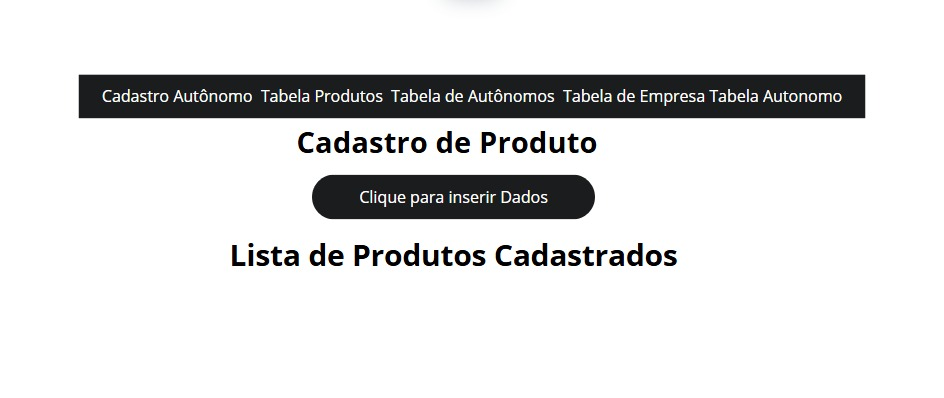 Cadastro Autônomo Tabela Produtos Tabela de Autônomos Tabela de Empresa Tabela Autonomo
Cadastro de Produto
Clique para inserir Dados
Lista de Produtos Cadastrados